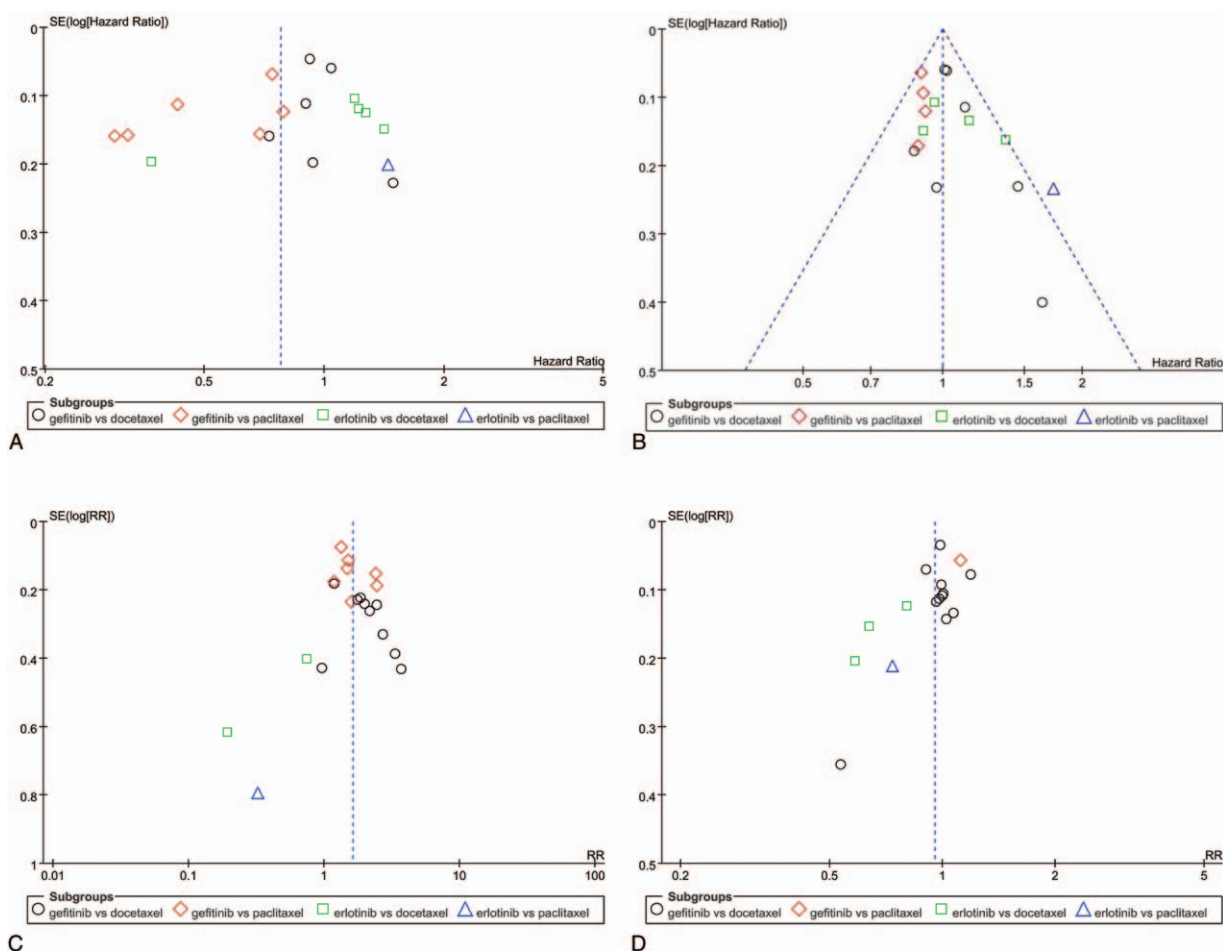 SE(log[Hazard Ratio])
0
0.1
0.2
0.3
0.4
0.5
0.2
0.5
1
2
5
Hazard Ratio
Subgroups
gefitinib vs docetaxel
gefitinib vs paclitaxel
erlotinib vs docetaxel
erlotinib vs paclitaxel
A
SE(log[Hazard Ratio])
0
0.1
0.2
0.3
0.4
0.5
0.5
0.7
1
1.5
2
Hazard Ratio
Subgroups
gefitinib vs docetaxel
gefitinib vs paclitaxel
erlotinib vs docetaxel
erlotinib vs paclitaxel
B
SE(log[RR])
0
0.2
0.4
0.6
0.8
1
0.01
0.1
1
10
100
RR
Subgroups
gefitinib vs docetaxel
gefitinib vs paclitaxel
erlotinib vs docetaxel
erlotinib vs paclitaxel
C
SE(log[RR])
0
0.1
0.2
0.3
0.4
0.5
0.2
0.5
1
2
5
RR
Subgroups
gefitinib vs docetaxel
gefitinib vs paclitaxel
erlotinib vs docetaxel
erlotinib vs paclitaxel
D